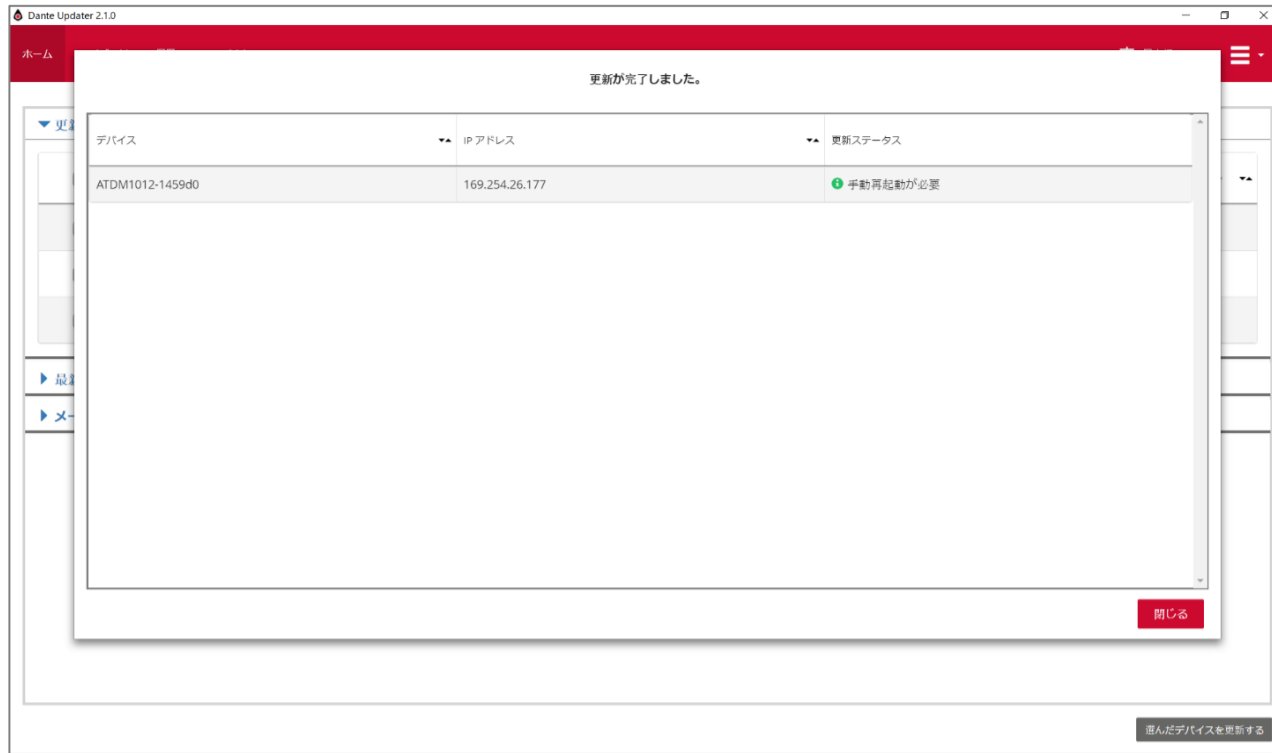 Dante Updater 2.1.0
ホーム
更新が完了しました。
デバイス
IP アドレス
更新ステータス
ATDM1012-1459d0
169.254.26.177
手動再起動が必要
閉じる
選んだデバイスを更新する